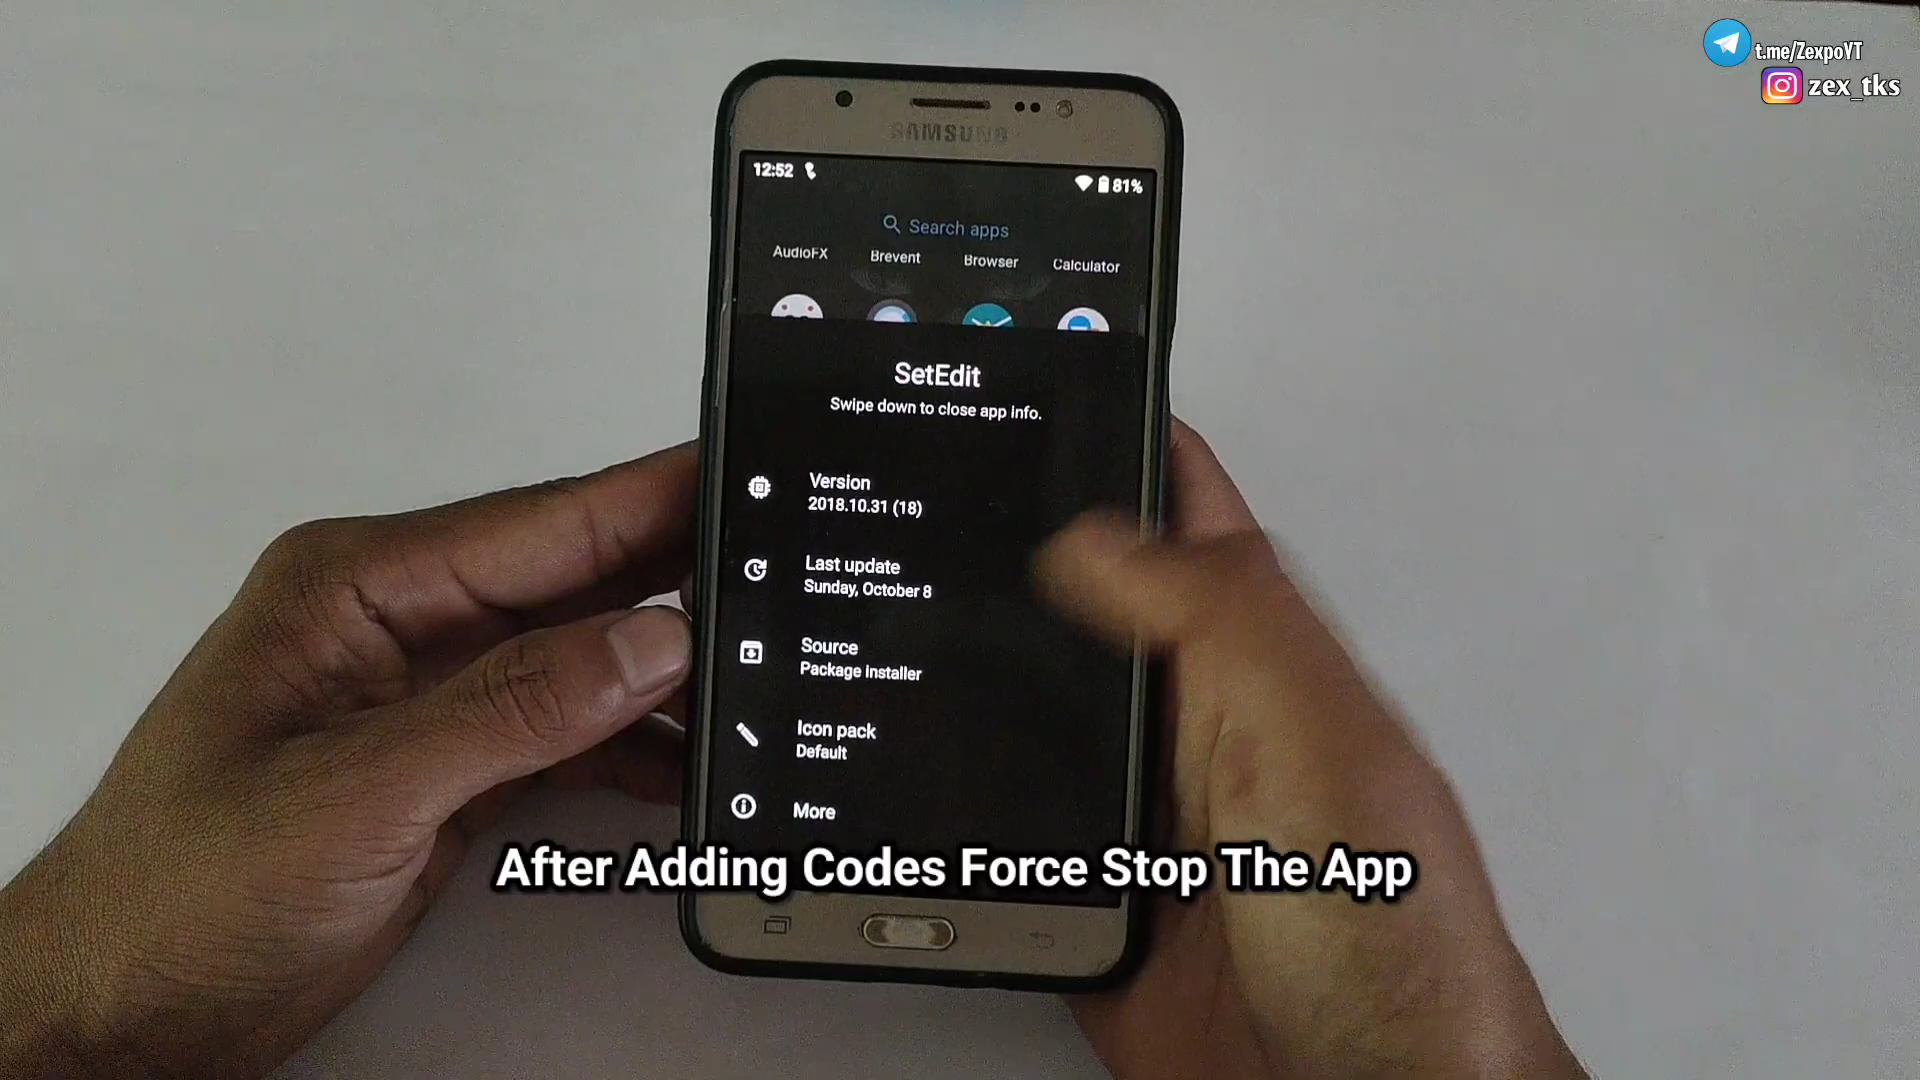 t.me/ZexpoYT
zex_tks
SAMSUNG
12:52
81%
Search apps
AudioFX
Brevent
Browser
Calculator
SetEdit
Swipe down to close app info.
Version
2018.10.31 (18)
Last update
Sunday, October 8
Source
Package installer
Icon pack
Default
More
After Adding Codes Force Stop The App